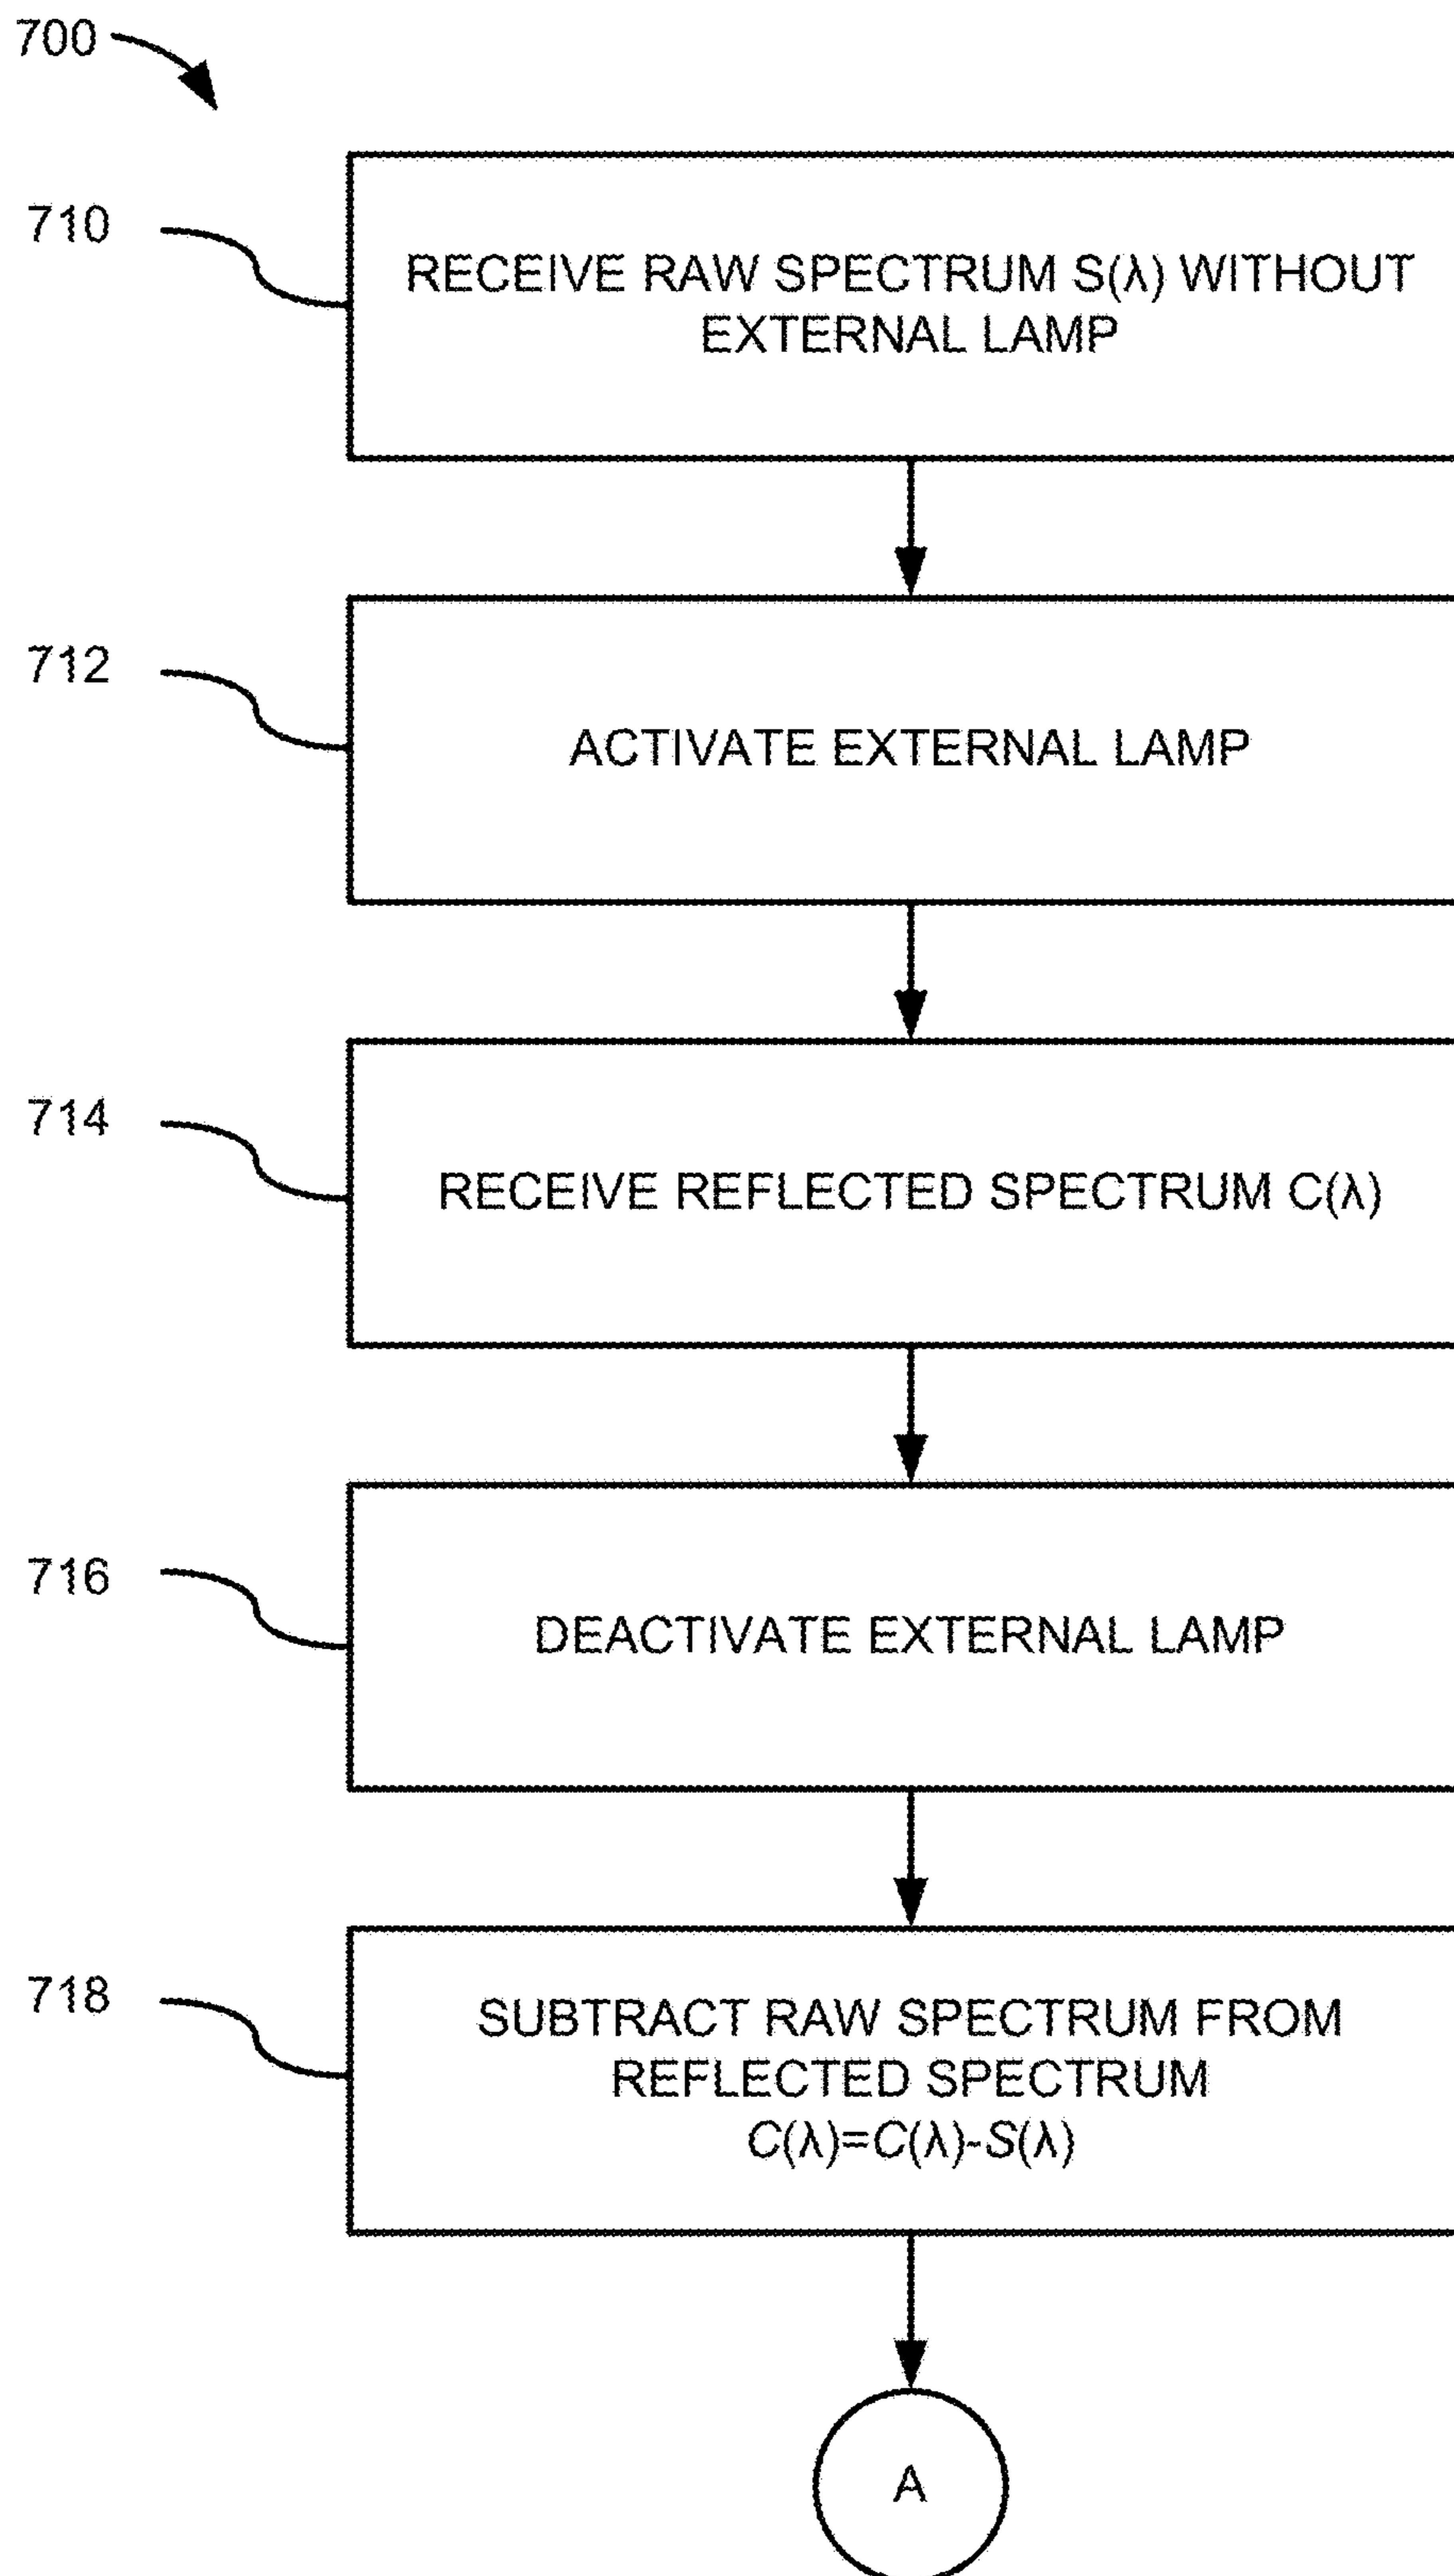 700
710
RECEIVE RAW SPECTRUM S(λ) WITHOUT
EXTERNAL LAMP
712
ACTIVATE EXTERNAL LAMP
714
RECEIVE REFLECTED SPECTRUM C(λ)
716
DEACTIVATE EXTERNAL LAMP
718
SUBTRACT RAW SPECTRUM FROM
REFLECTED SPECTRUM
C(λ)=C(λ)-S(λ)
A